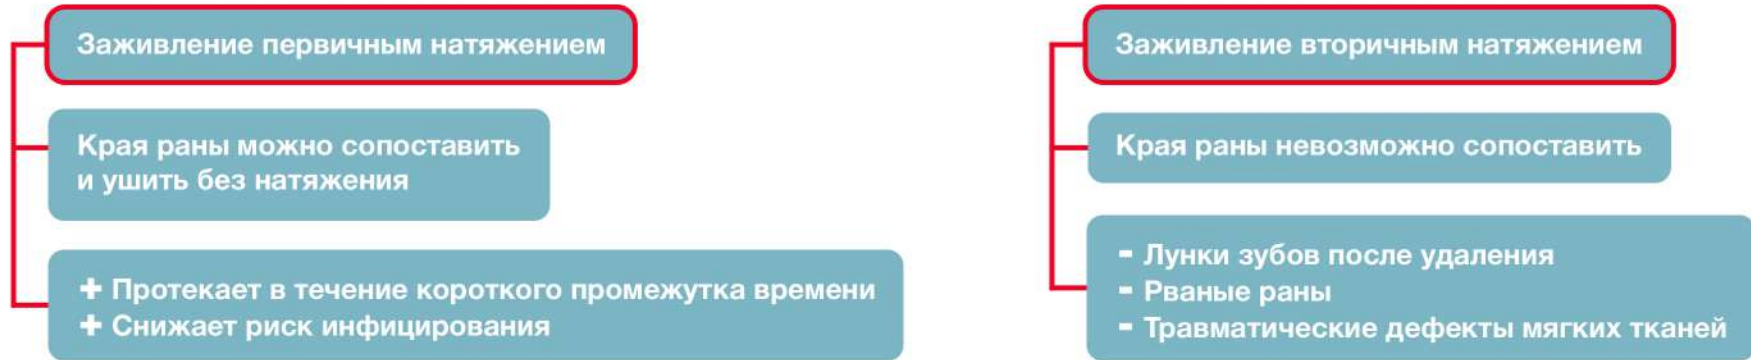 Заживление первичным натяжением
Края раны можно сопоставить
и ушить без натяжения
+ Протекает в течение короткого промежутка времени
+ Снижает риск инфицирования
Заживление вторичным натяжением
Края раны невозможно сопоставить
- Лунки зубов после удаления
- Рваные раны
- Травматические дефекты мягких тканей